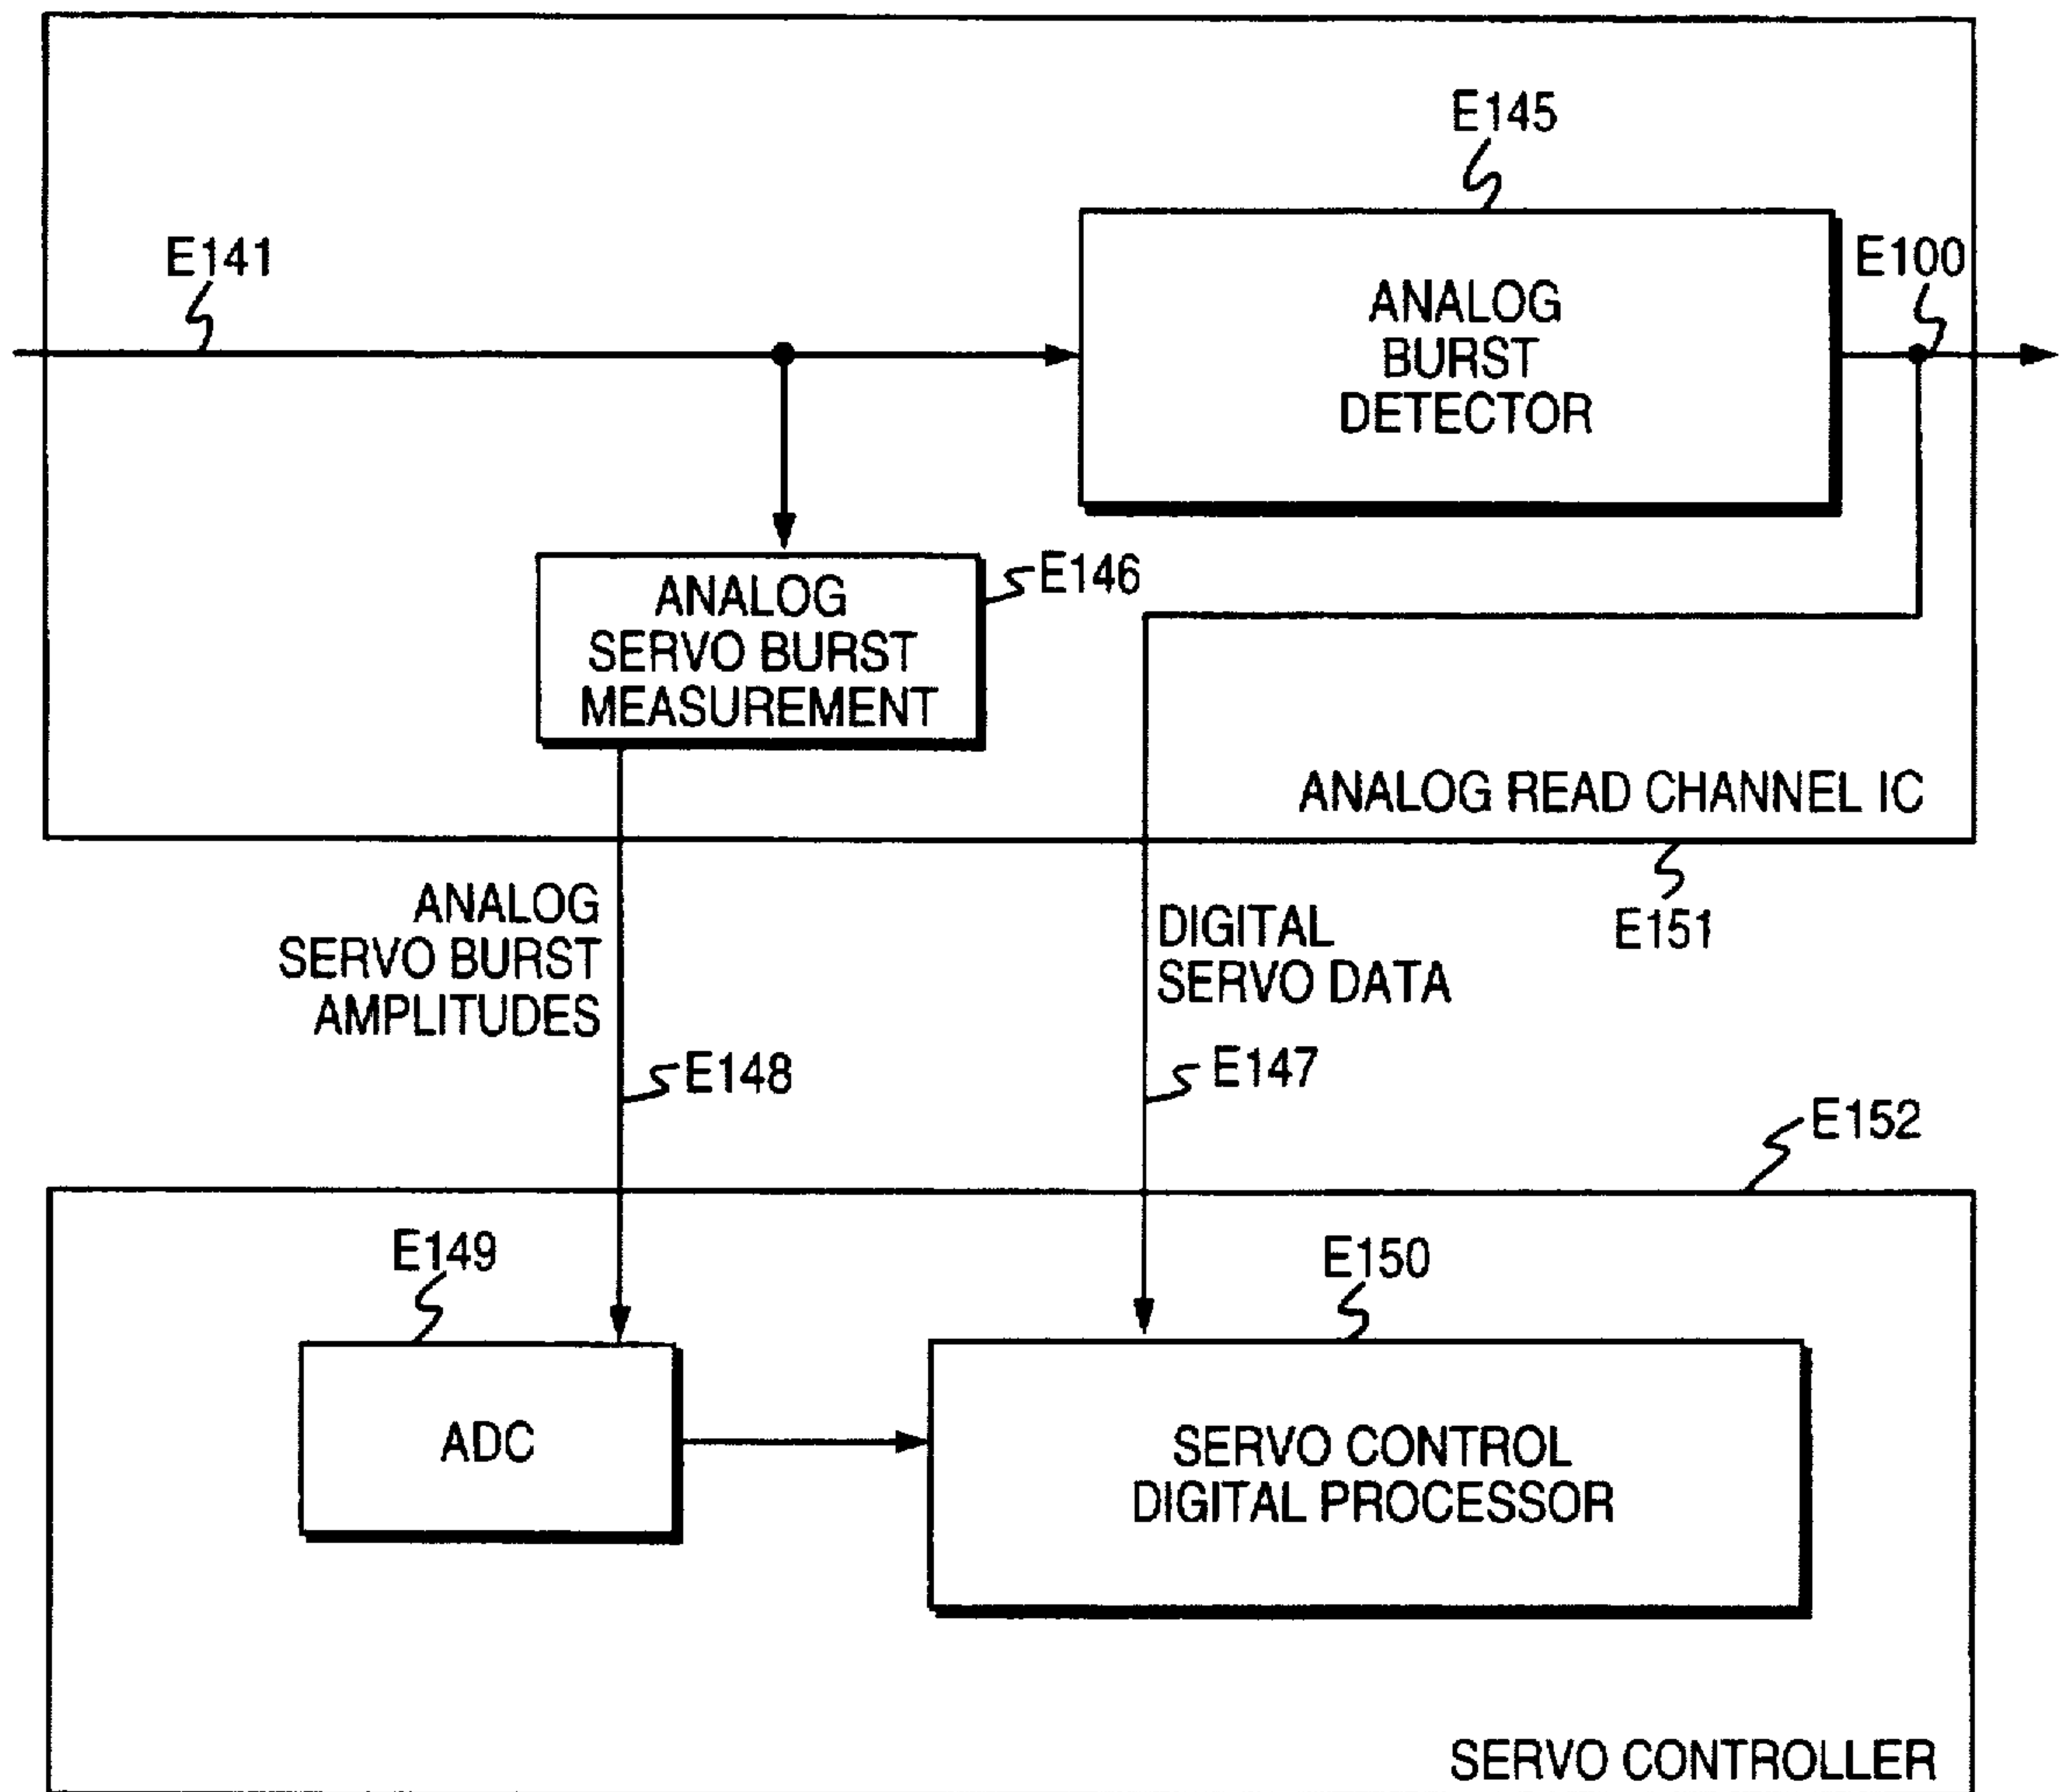 E145
E141
E100
ANALOG
BURST
DETECTOR
E146
ANALOG
SERVO BURST
MEASUREMENT
ANALOG READ CHANNEL IC
E151
ANALOG
SERVO BURST
AMPLITUDES
DIGITAL
SERVO DATA
E148
E147
E152
E149
E150
ADC
SERVO CONTROL
DIGITAL PROCESSOR
SERVO CONTROLLER